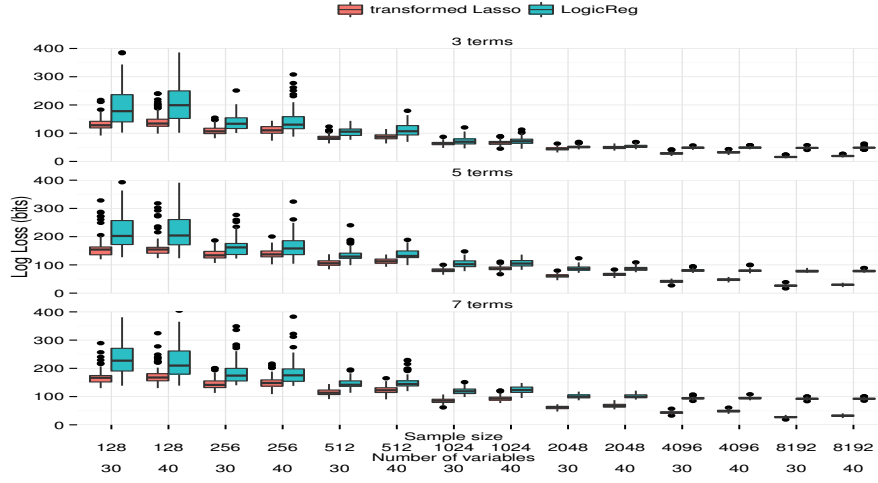 transformed Lasso LogicReg
3 terms
400
300
200
100
0
5 terms
400
300
200
100
0
7 terms
400
300
200
100
0
Log Loss (bits)
Sample size
128 128 256 256 512 512 1024 1024 2048 2048 4096 4096 8192 8192
Number of variables
30 40 30 40 30 40 30 40 30 40 30 40 30 40